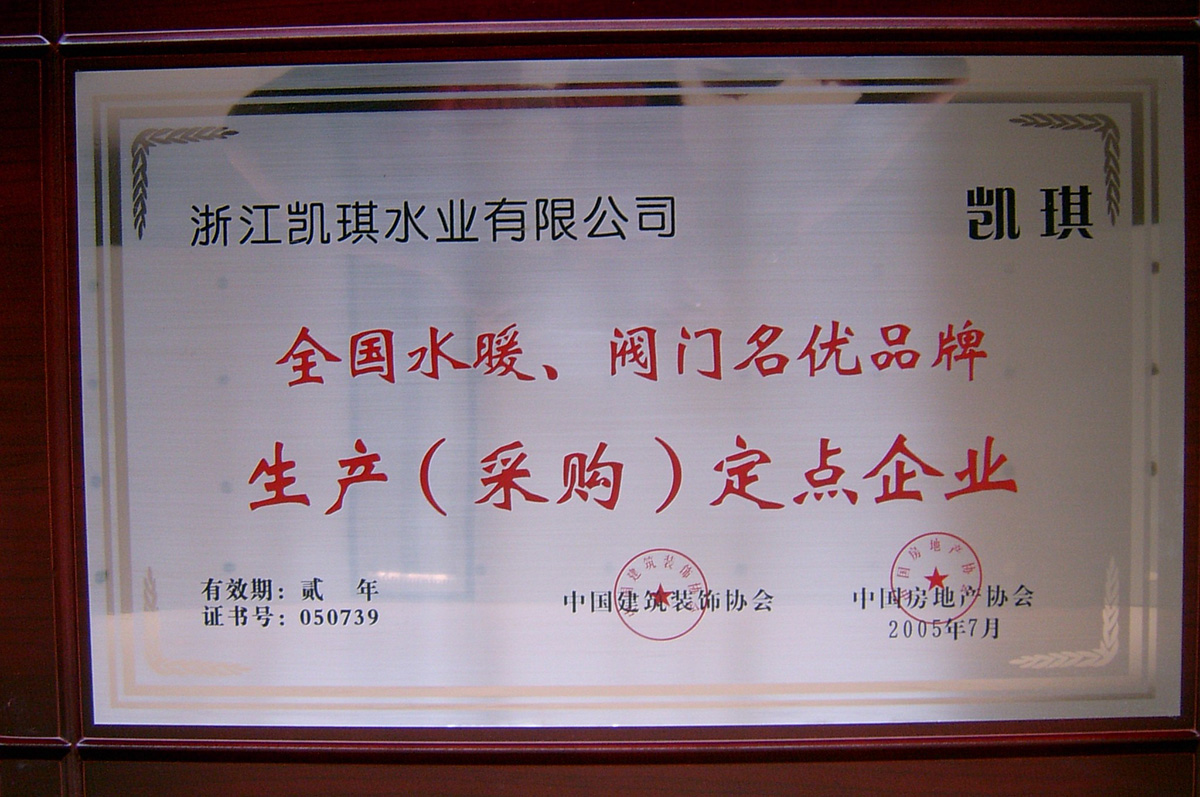 浙江凯琪水业有限公司
凯琪
全国水暖、阀门名优品牌
生产（采购）定点企业
有效期：贰 年
证书号：050739
中国建筑装饰协会
中国房地产协会
2005年7月